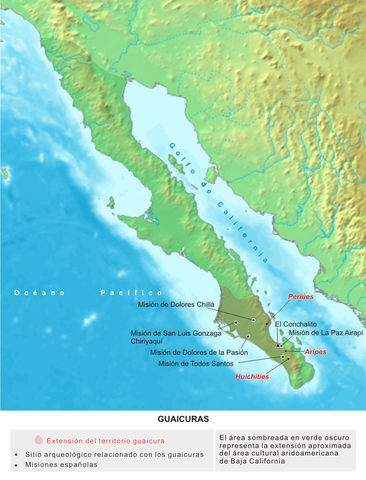 Golfo de California
Océano Pacífico
Misión de Dolores Chillá
Pericúes
El Conchalito
Misión de La Paz Airapí
Misión de San Luis Gonzaga
Chiriyaquí
Misión de Dolores de la Pasión
Aripes
Misión de Todos Santos
Huichities
GUAICURAS
Extensión del territorio guaicura
Sitio arqueológico relacionado con los guaicuras
Misiones españolas
El área sombreada en verde oscuro
representa la extensión aproximada
del área cultural aridoamericana
de Baja California